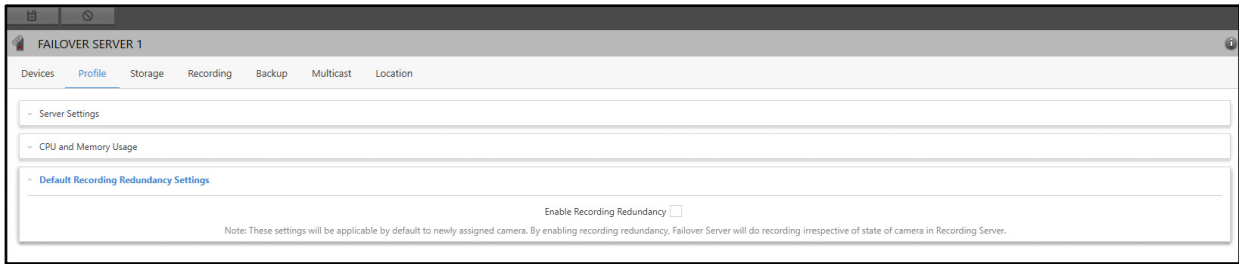 FAILOVER SERVER 1
Devices Profile Storage Recording Backup Multicast Location
Server Settings
CPU and Memory Usage
Default Recording Redundancy Settings
Enable Recording Redundancy
Note: These settings will be applicable by default to newly assigned camera. By enabling recording redundancy, Failover Server will do recording irrespective of state of camera in Recording Server.